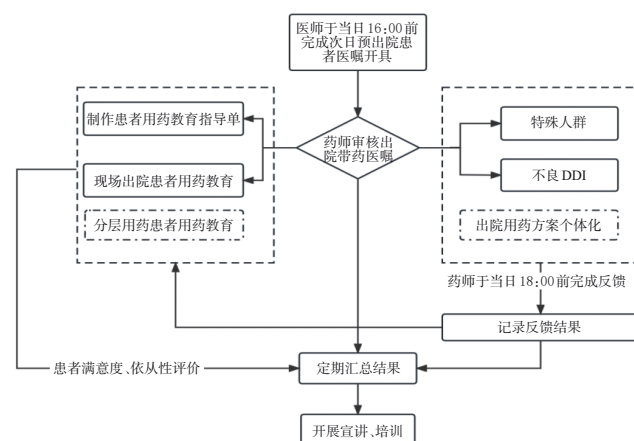 医师于当日16:00前
完成次日预出院患
者医嘱开具
制作患者用药教育指导单
现场出院患者用药教育
分层用药患者用药教育
药师审核出
院带药医嘱
特殊人群
不良DDI
出院用药方案个体化
药师于当日18:00前完成反馈
记录反馈结果
患者满意度、依从性评价
定期汇总结果
开展宣讲、培训